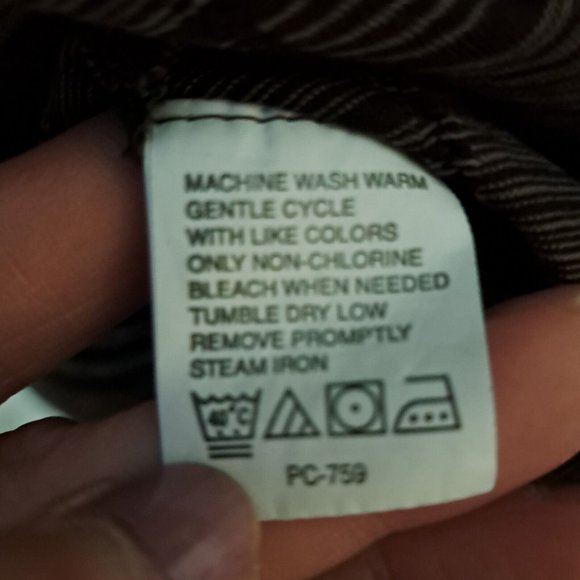 MACHINE WASH WARM
GENTLE CYCLE
WITH LIKE COLORS
ONLY NON-CHLORINE
BLEACH WHEN NEEDED
TUMBLE DRY LOW
REMOVE PROMPTLY
STEAM IRON
40°C
PC-759